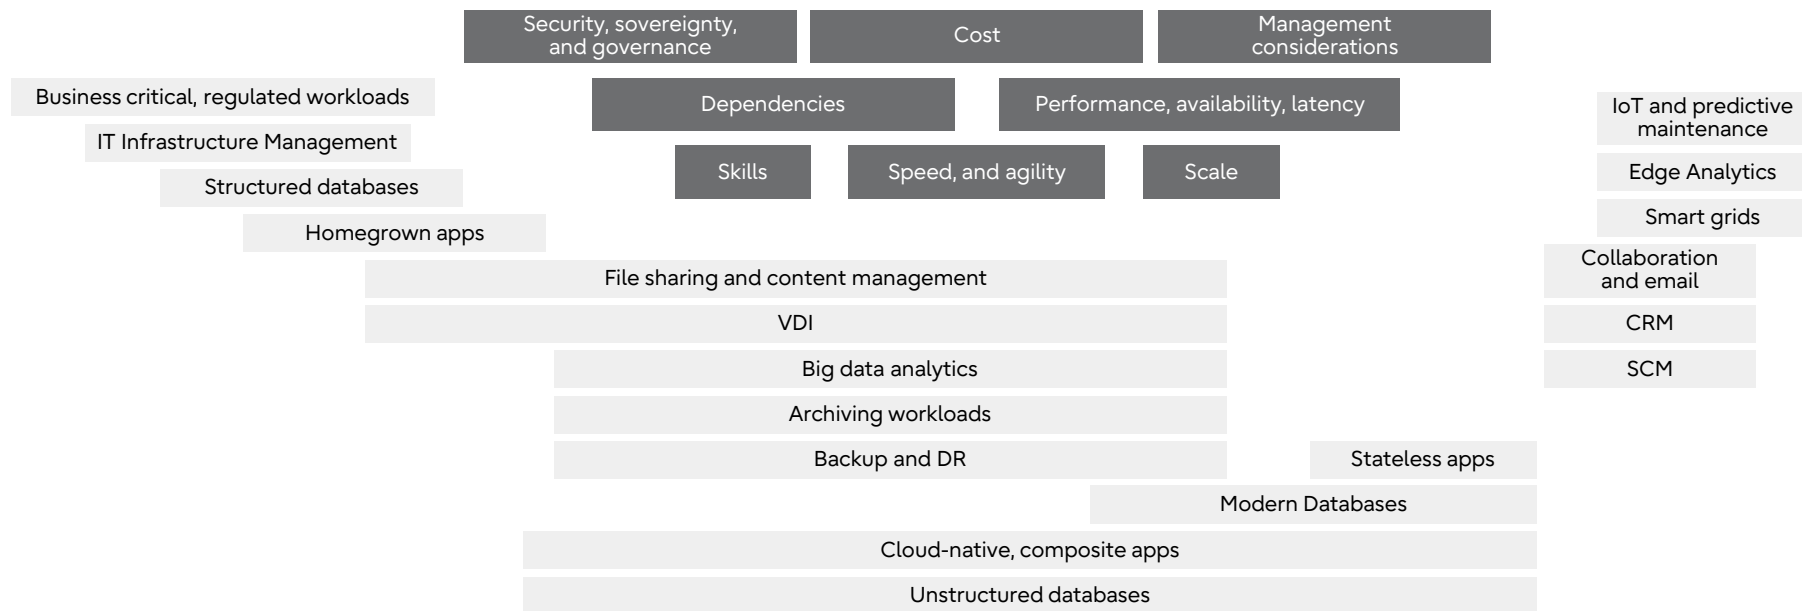 Security, sovereignty,
and governance
Cost
Management
considerations
Business critical, regulated workloads
Dependencies
Performance, availability, latency
IoT and predictive
maintenance
IT Infrastructure Management
Skills
Speed, and agility
Scale
Edge Analytics
Structured databases
Smart grids
Homegrown apps
File sharing and content management
Collaboration
and email
VDI
CRM
Big data analytics
SCM
Archiving workloads
Backup and DR
Stateless apps
Modern Databases
Cloud-native, composite apps
Unstructured databases